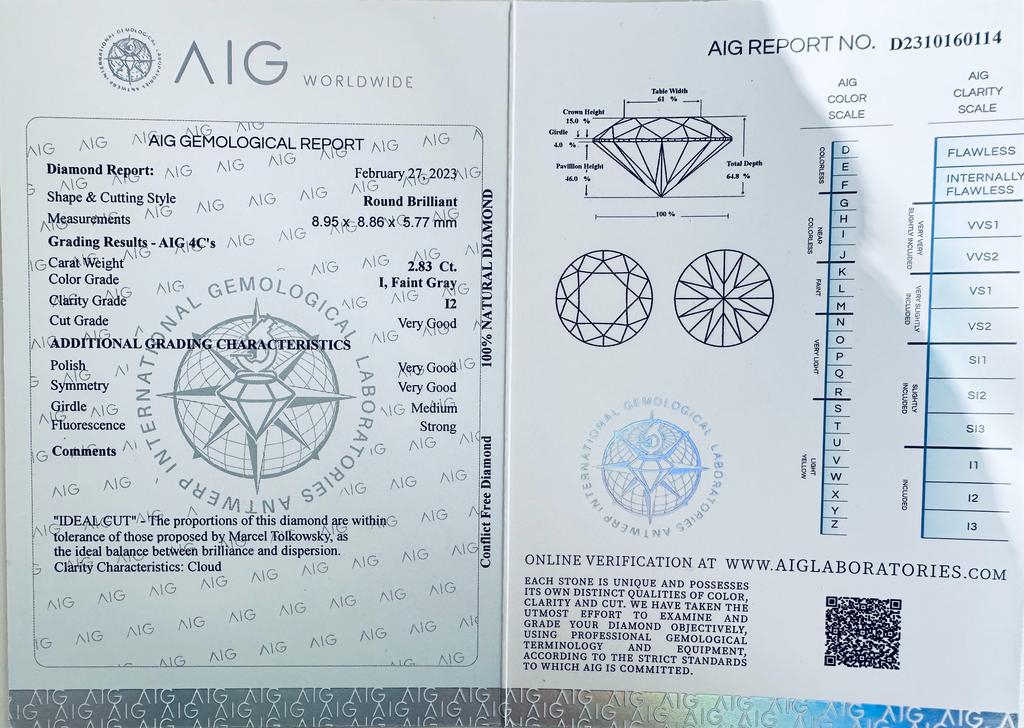 AIG WORLDWIDE
INTERNATIONAL GEMOLOGICAL LABORATORIES ANTWERP
AIG GEMOLOGICAL REPORT
Diamond Report: February 27, 2023
Shape & Cutting Style Round Brilliant
Measurements 8.95 x 8.86 x 5.77 mm
Grading Results - AIG 4C's
Carat Weight 2.83 Ct.
Color Grade I, Faint Gray
Clarity Grade I2
Cut Grade Very Good
ADDITIONAL GRADING CHARACTERISTICS
Polish Very Good
Symmetry Very Good
Girdle Medium
Fluorescence Strong
Comments
"IDEAL CUT" - The proportions of this diamond are within
tolerance of those proposed by Marcel Tolkowsky, as
the ideal balance between brilliance and dispersion.
Clarity Characteristics: Cloud
INTERNATIONAL GEMOLOGICAL LABORATORIES ANTWERP
100% NATURAL DIAMOND
Conflict Free Diamond
AIG REPORT NO. D2310160114
Table Width
61 %
Crown Height
15.0 %
Girdle
4.0 %
Pavillion Height
46.0 %
Total Depth
64.8 %
100 %
AIG
COLOR
SCALE
COLORLESS
D
E
F
NEAR
COLORLESS
G
H
I
J
FAINT
K
L
M
VERY LIGHT
N
O
P
Q
R
LIGHT
YELLOW
S
T
U
V
W
X
Y
Z
AIG
CLARITY
SCALE
FLAWLESS
INTERNALLY
FLAWLESS
VERY VERY
SLIGHTLY INCLUDED
VVS1
VVS2
VERY SLIGHTLY
INCLUDED
VS1
VS2
SLIGHTLY
INCLUDED
SI1
SI2
SI3
INCLUDED
I1
I2
I3
INTERNATIONAL GEMOLOGICAL LABORATORIES ANTWERP
ONLINE VERIFICATION AT WWW.AIGLABORATORIES.COM
EACH STONE IS UNIQUE AND POSSESSES
ITS OWN DISTINCT QUALITIES OF COLOR,
CLARITY AND CUT. WE HAVE TAKEN THE
UTMOST EFFORT TO EXAMINE AND
GRADE YOUR DIAMOND OBJECTIVELY,
USING PROFESSIONAL GEMOLOGICAL
TERMINOLOGY AND EQUIPMENT,
ACCORDING TO THE STRICT STANDARDS
TO WHICH AIG IS COMMITTED.